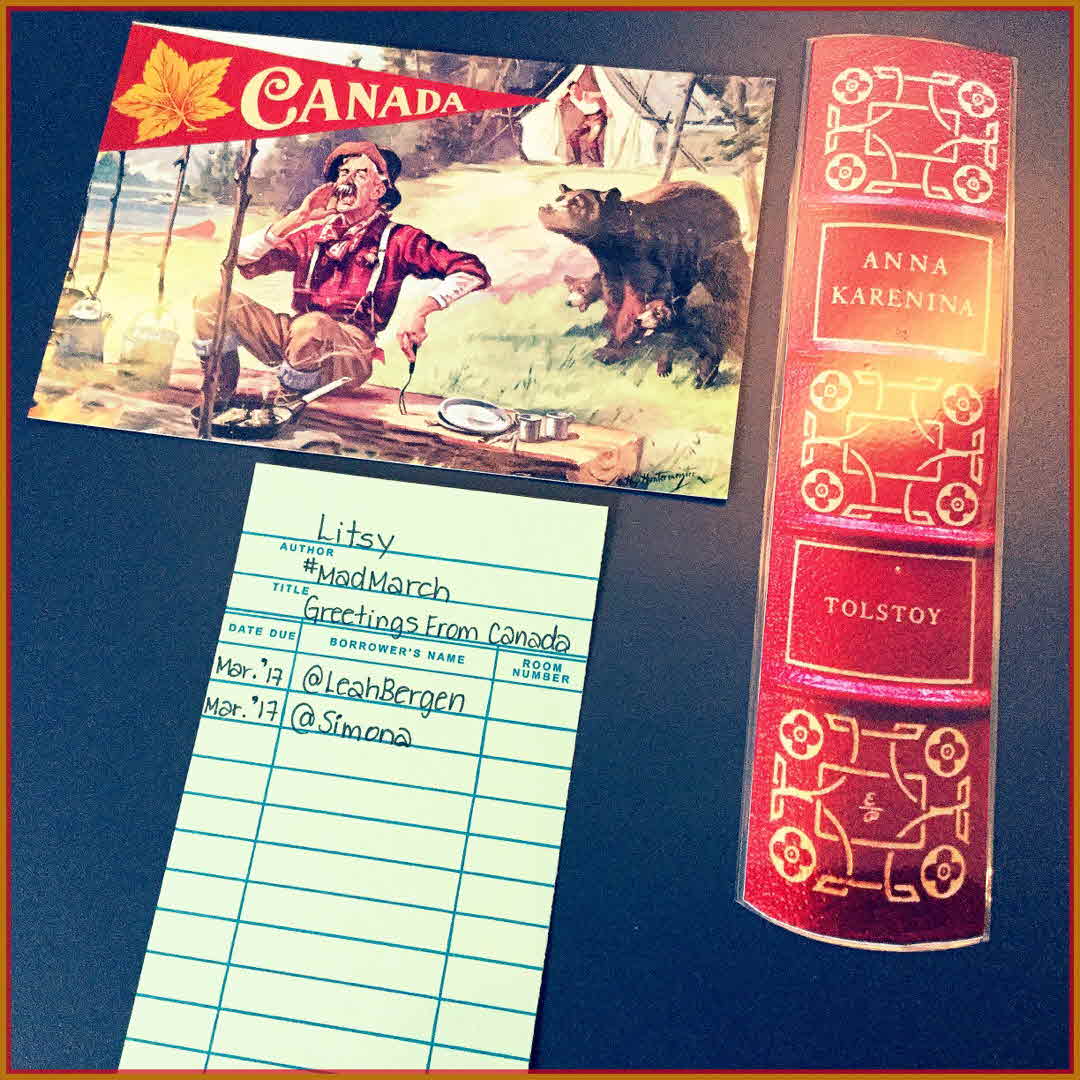 CANADA
ANNA
KARENINA
TOLSTOY
Litsy
AUTHOR
#MadMarch
TITLE
Greetings From Canada
DATE DUE
BORROWER'S NAME
ROOM
NUMBER
Mar. '17 @LeahBergen
Mar. '17 @Simona